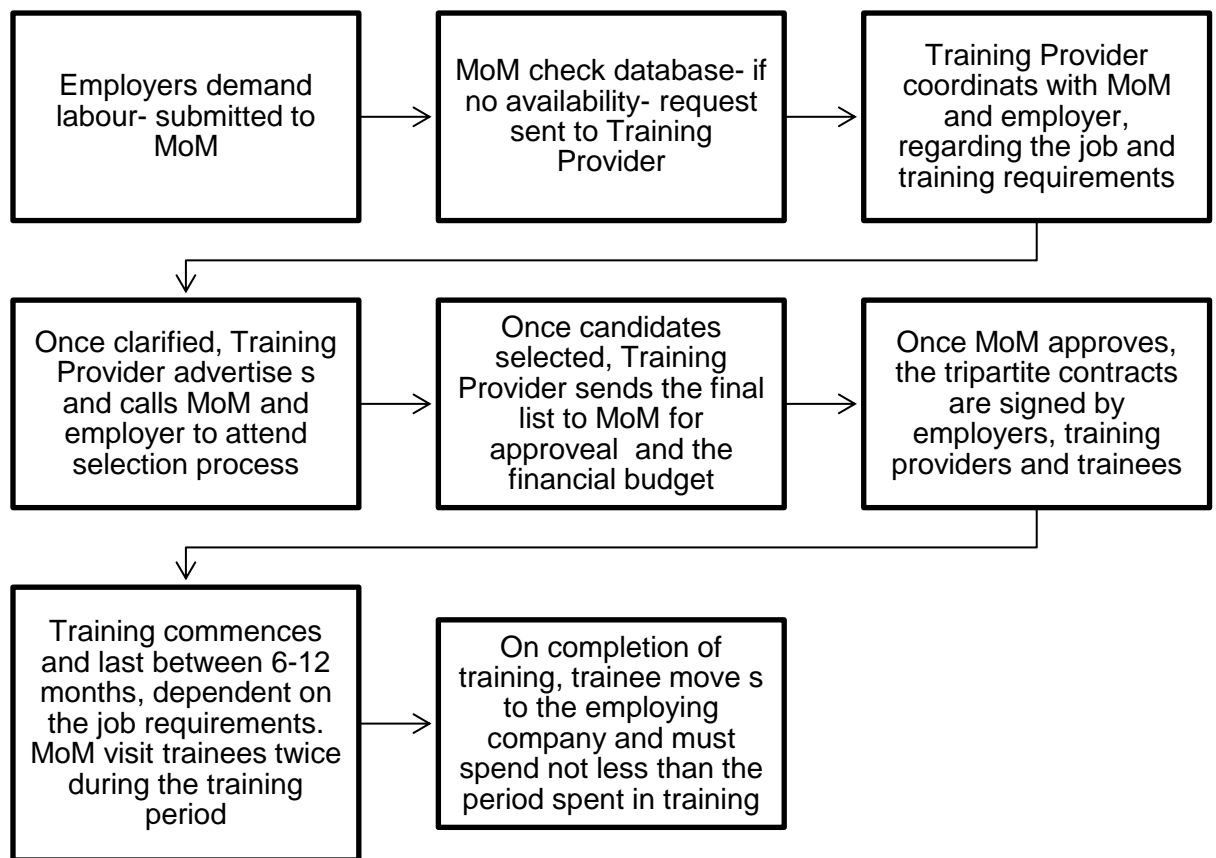 Employers demand
labour- submitted to
MoM
MoM check database- if
no availability- request
sent to Training
Provider
Training Provider
coordinats with MoM
and employer,
regarding the job and
training requirements
Once clarified, Training
Provider advertise s
and calls MoM and
employer to attend
selection process
Once candidates
selected, Training
Provider sends the final
list to MoM for
approveal  and the
financial budget
Once MoM approves,
the tripartite contracts
are signed by
employers, training
providers and trainees
Training commences
and last between 6-12
months, dependent on
the job requirements.
MoM visit trainees twice
during the training
period
On completion of
training, trainee move s
to the employing
company and must
spend not less than the
period spent in training